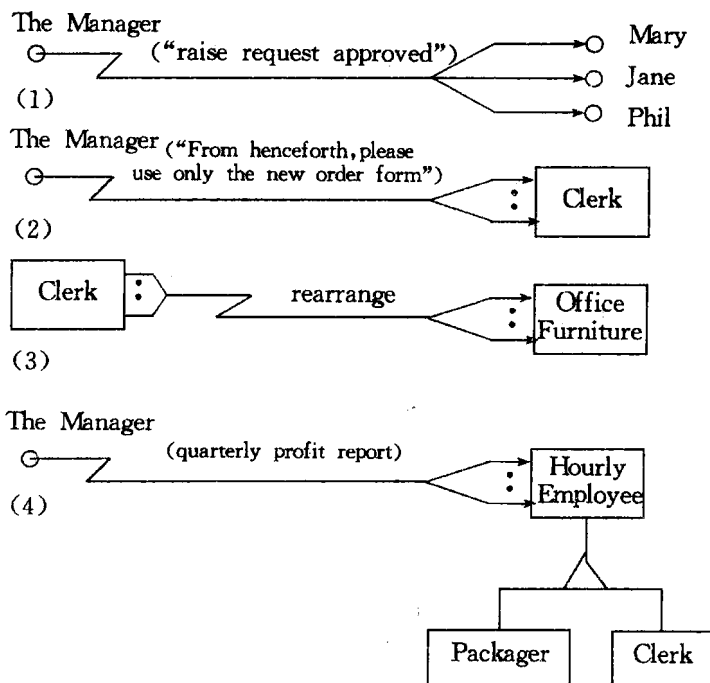 The Manager
(“raise request approved”)
Mary
Jane
Phil
(1)
The Manager
(“From henceforth,please
use only the new order form”)
Clerk
(2)
Clerk
rearrange
Office
Furniture
(3)
The Manager
(quarterly profit report)
Hourly
Employee
(4)
Packager
Clerk